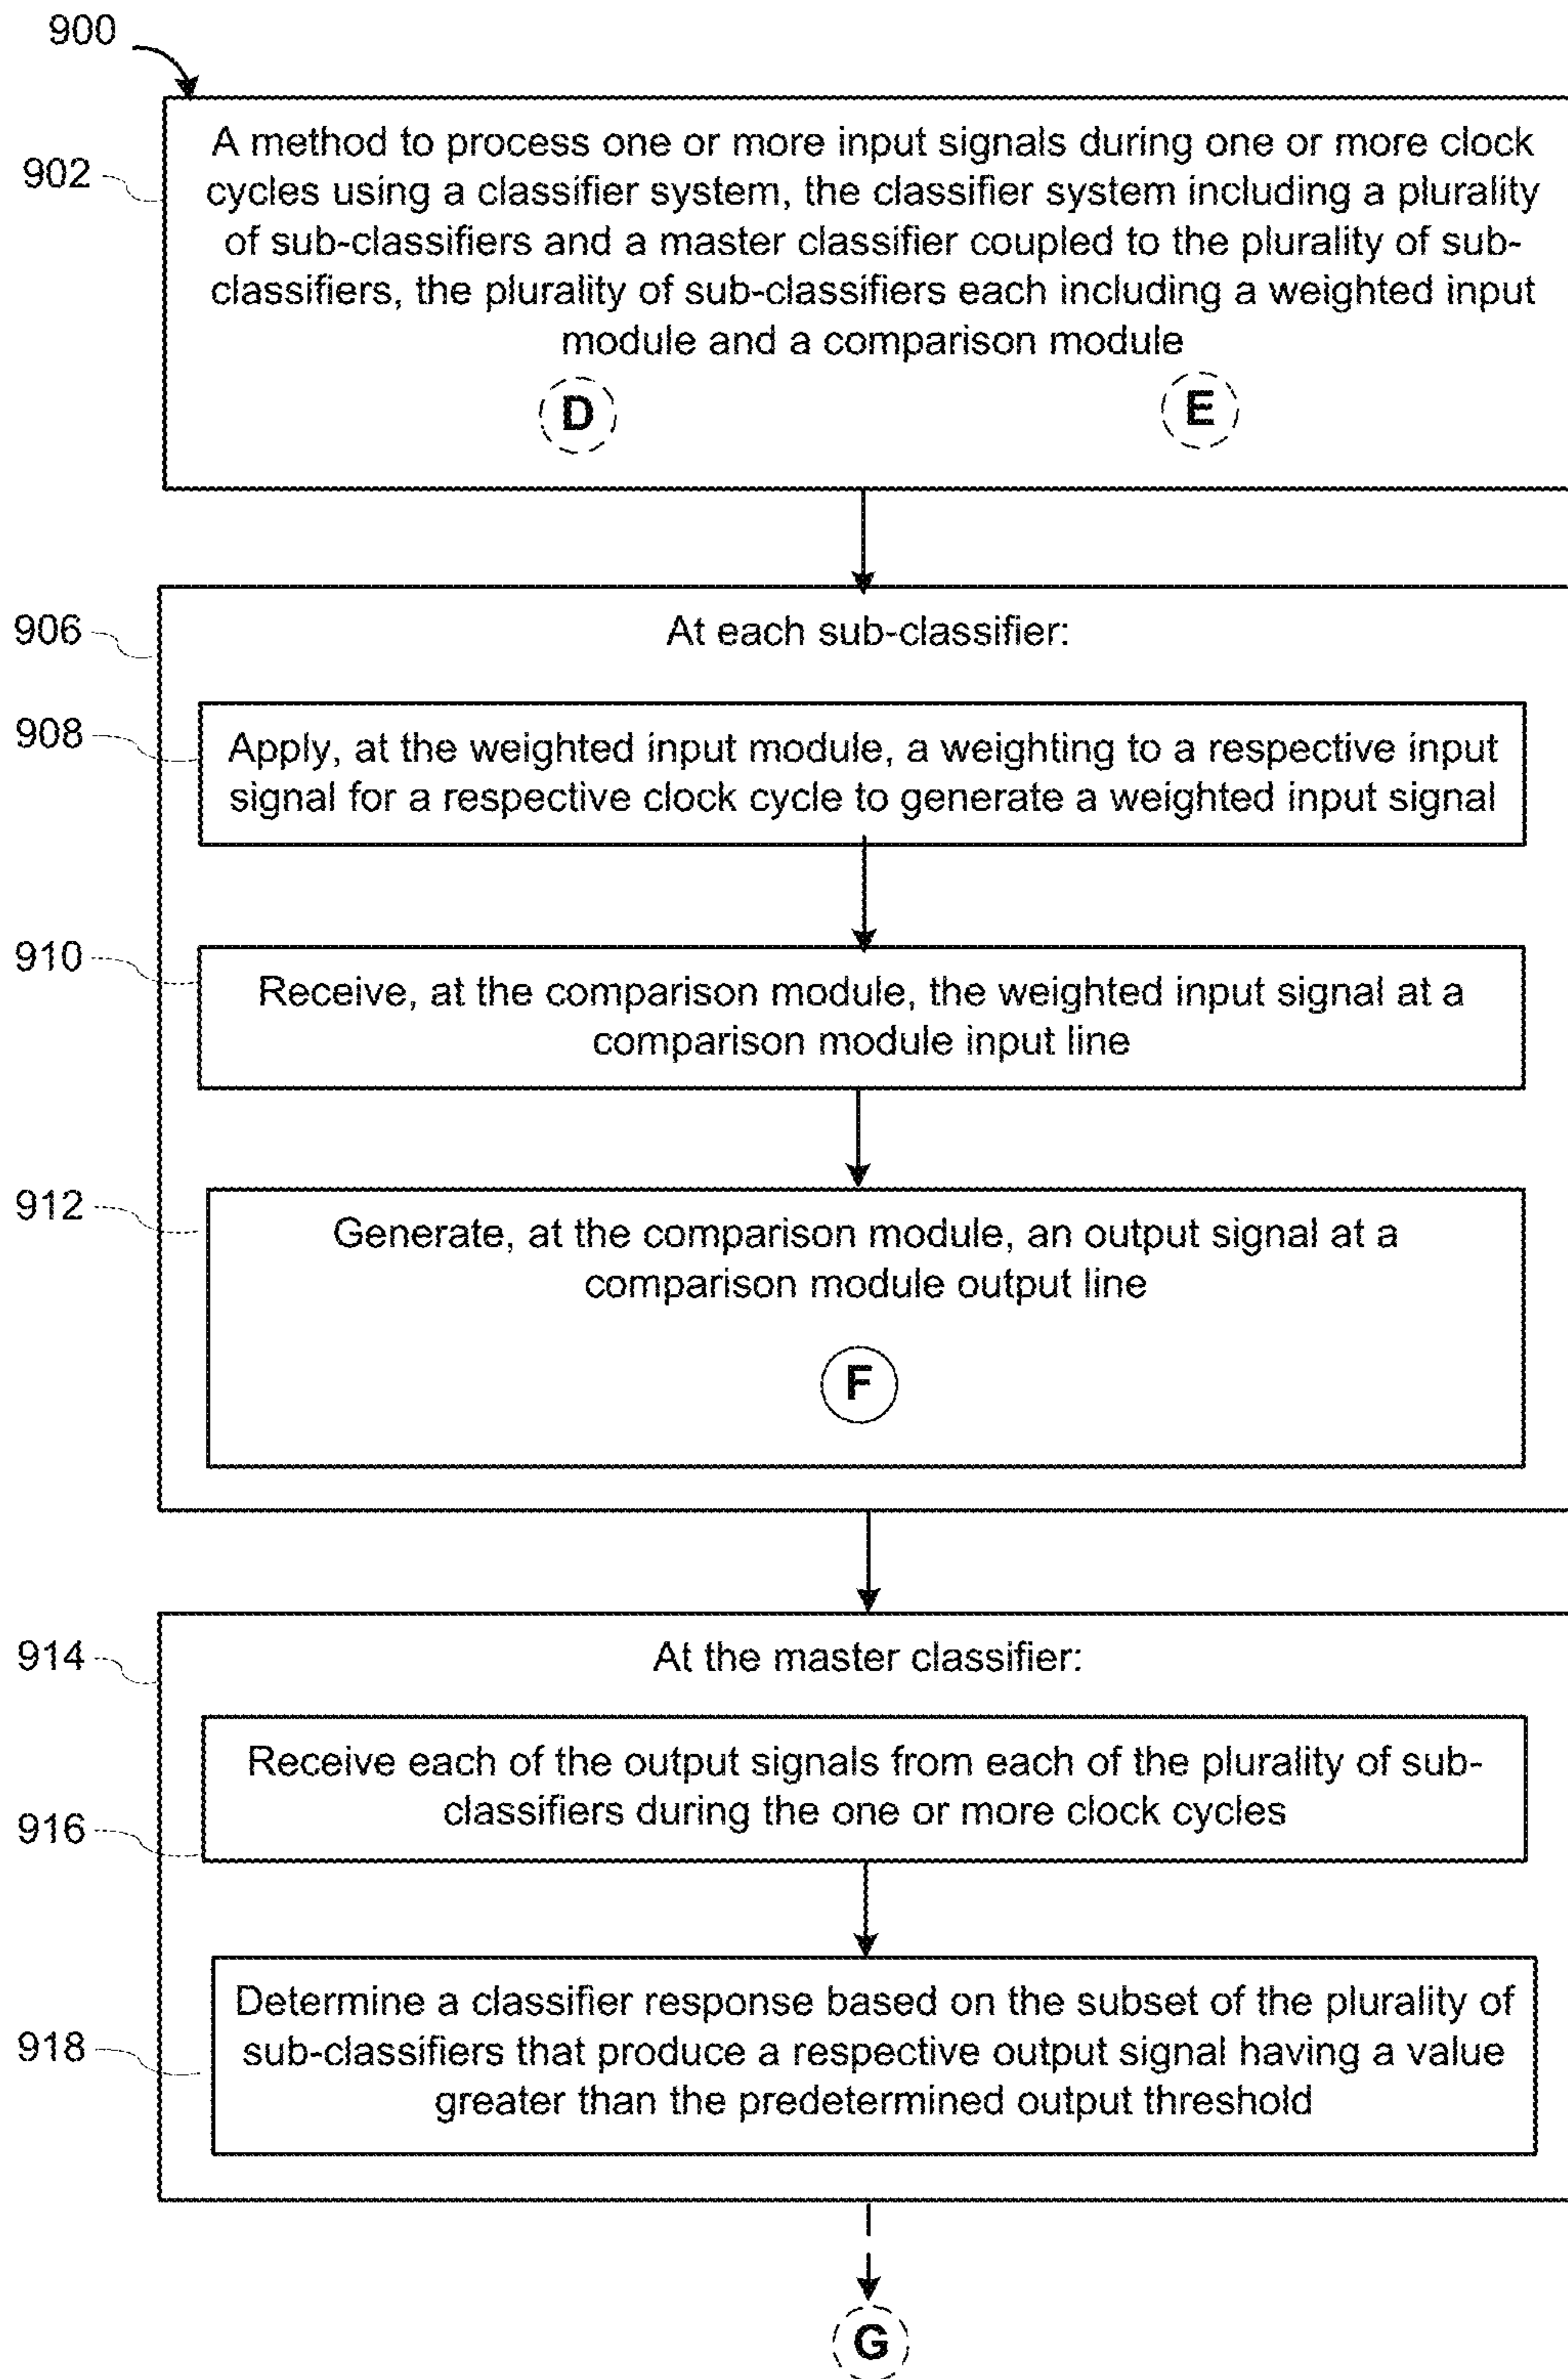 900
902
A method to process one or more input signals during one or more clock
cycles using a classifier system, the classifier system including a plurality
of sub-classifiers and a master classifier coupled to the plurality of sub-
classifiers, the plurality of sub-classifiers each including a weighted input
module and a comparison module
D
E
906
At each sub-classifier:
908
Apply, at the weighted input module, a weighting to a respective input
signal for a respective clock cycle to generate a weighted input signal
910
Receive, at the comparison module, the weighted input signal at a
comparison module input line
912
Generate, at the comparison module, an output signal at a
comparison module output line
F
914
At the master classifier:
Receive each of the output signals from each of the plurality of sub-
classifiers during the one or more clock cycles
916
Determine a classifier response based on the subset of the plurality of
sub-classifiers that produce a respective output signal having a value
greater than the predetermined output threshold
918
G